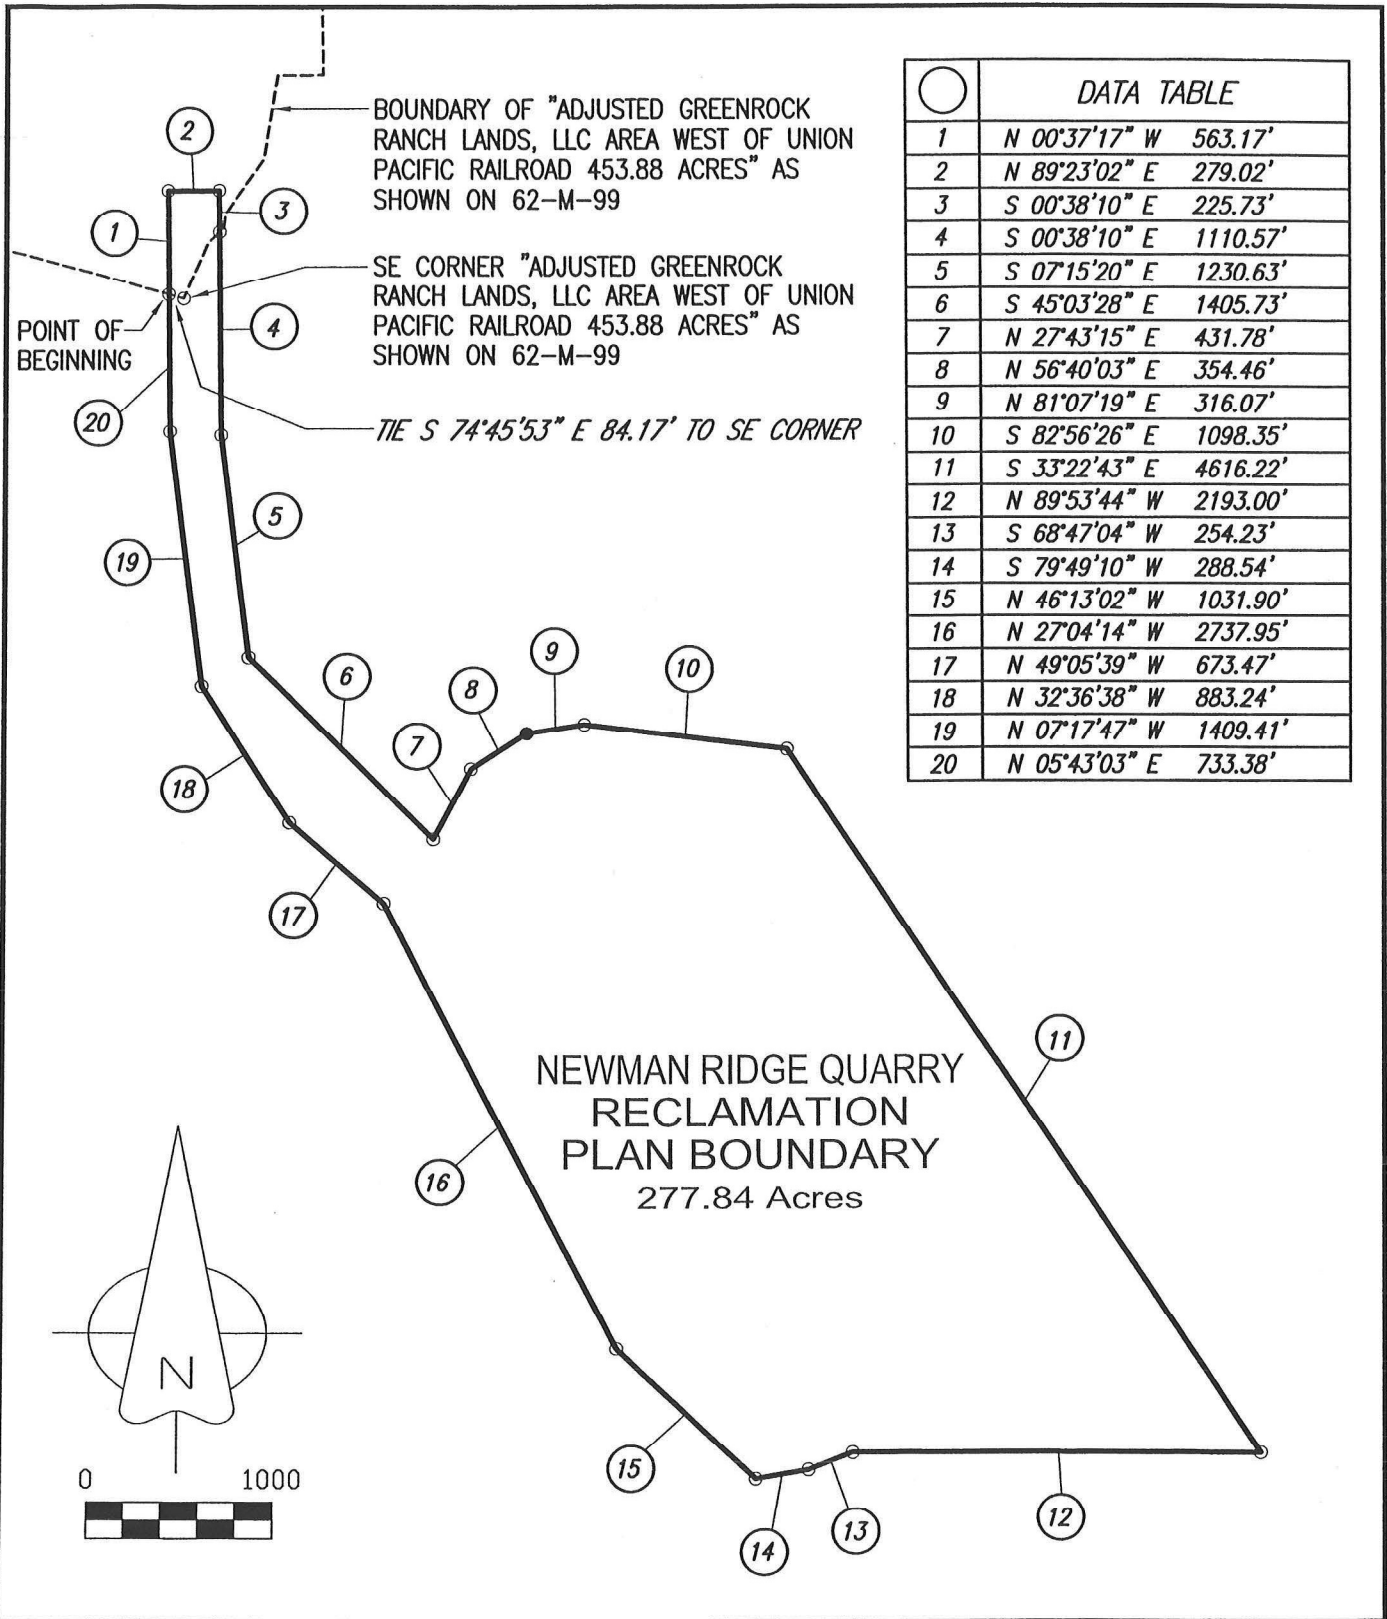 BOUNDARY OF "ADJUSTED GREENROCK
RANCH LANDS, LLC AREA WEST OF UNION
PACIFIC RAILROAD 453.88 ACRES" AS
SHOWN ON 62-M-99
SE CORNER "ADJUSTED GREENROCK
RANCH LANDS, LLC AREA WEST OF UNION
PACIFIC RAILROAD 453.88 ACRES" AS
SHOWN ON 62-M-99
POINT OF
BEGINNING
TIE S 74°45'53" E 84.17' TO SE CORNER
DATA TABLE
1 N 00°37'17" W 563.17'
2 N 89°23'02" E 279.02'
3 S 00°38'10" E 225.73'
4 S 00°38'10" E 1110.57'
5 S 07°15'20" E 1230.63'
6 S 45°03'28" E 1405.73'
7 N 27°43'15" E 431.78'
8 N 56°40'03" E 354.46'
9 N 81°07'19" E 316.07'
10 S 82°56'26" E 1098.35'
11 S 33°22'43" E 4616.22'
12 N 89°53'44" W 2193.00'
13 S 68°47'04" W 254.23'
14 S 79°49'10" W 288.54'
15 N 46°13'02" W 1031.90'
16 N 27°04'14" W 2737.95'
17 N 49°05'39" W 673.47'
18 N 32°36'38" W 883.24'
19 N 07°17'47" W 1409.41'
20 N 05°43'03" E 733.38'
2
3
1
4
20
5
19
6
7
8
9
10
18
17
11
16
15
14
13
12
NEWMAN RIDGE QUARRY
RECLAMATION
PLAN BOUNDARY
277.84 Acres
N
0 1000